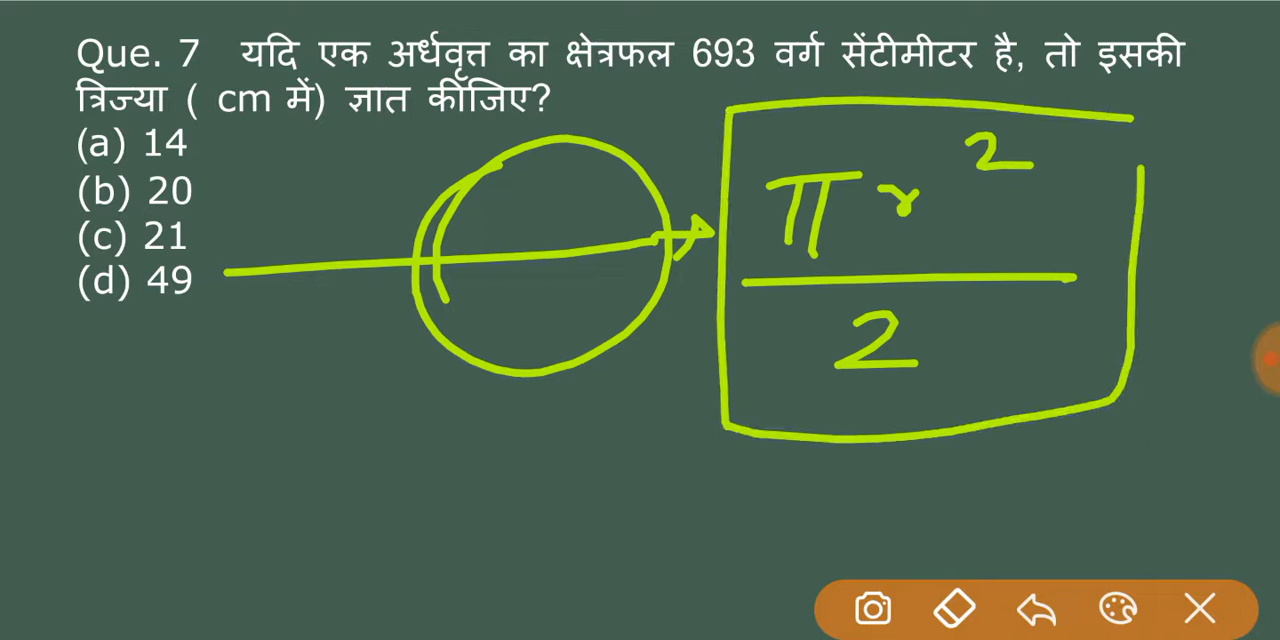 Que. 7 यदि एक अर्धवृत्त का क्षेत्रफल 693 वर्ग सेंटीमीटर है, तो इसकी
त्रिज्या ( cm में) ज्ञात कीजिए?
(a) 14
(b) 20
(c) 21
(d) 49
πr²
2